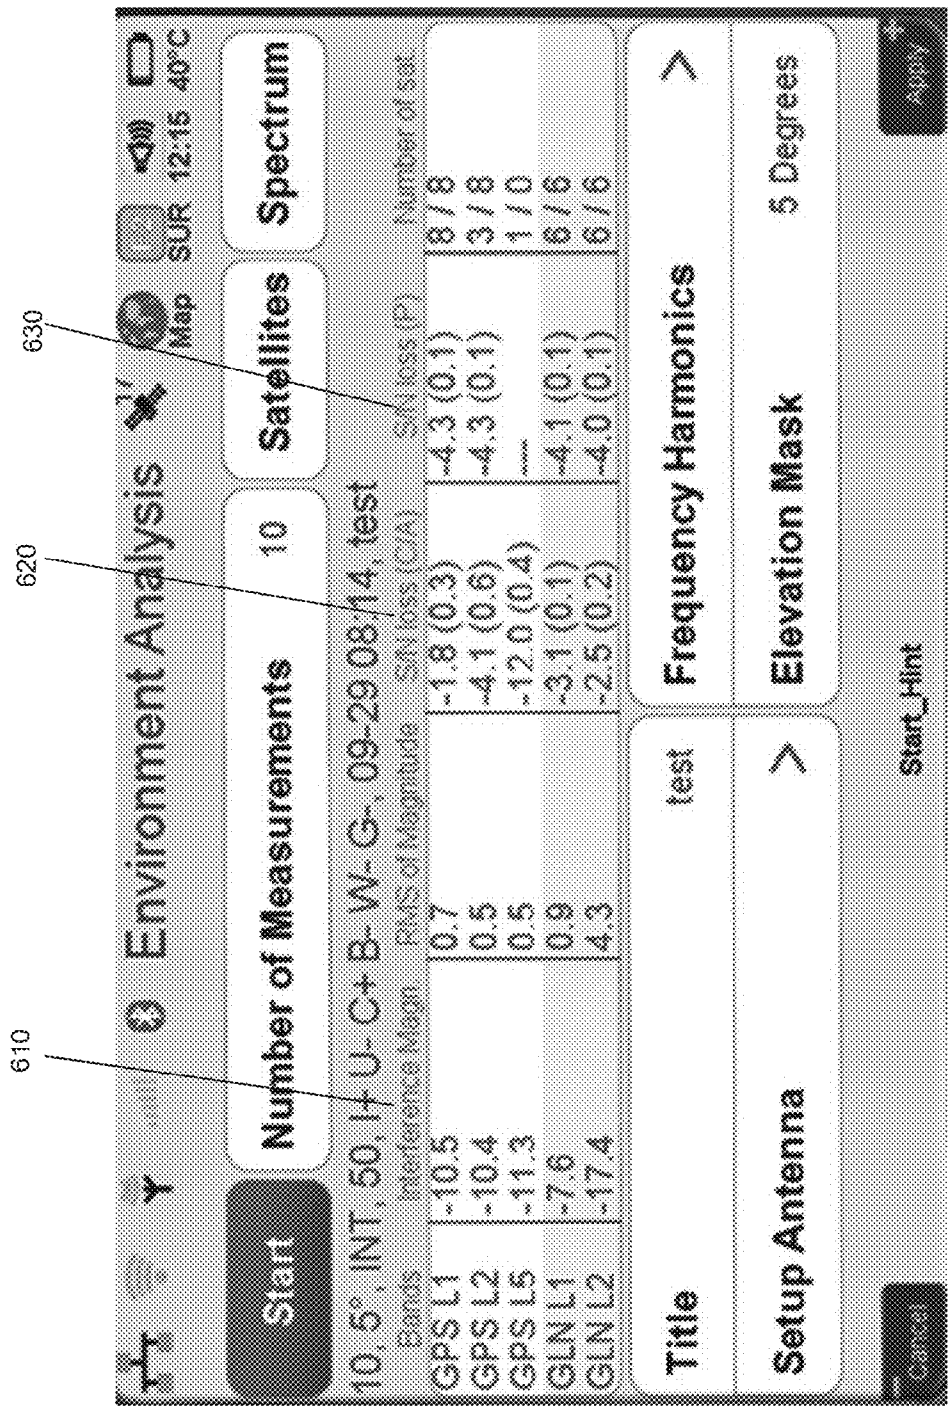 610
620
630
Environment Analysis
17
Map
SUR
12:15
40°C
Start
Number of Measurements 10
Satellites
Spectrum
10, 5°, INT, 50, I+ U- C+ B- W- G-, 09-29 08:14, test
Bands Interference Magn. RMS of Magnitude S/N loss (C/A) S/N loss (P) Number of sat.
GPS L1 -10.5 0.7 -1.8 (0.3) -4.3 (0.1) 8 / 8
GPS L2 -10.4 0.5 -4.1 (0.6) -4.3 (0.1) 3 / 8
GPS L5 -11.3 0.5 -12.0 (0.4) --- 1 / 0
GLN L1 -7.6 0.9 -3.1 (0.1) -4.1 (0.1) 6 / 6
GLN L2 -17.4 4.3 -2.5 (0.2) -4.0 (0.1) 6 / 6
Title test
Frequency Harmonics >
Setup Antenna >
Elevation Mask 5 Degrees
Cancel
Start_Hint
Apply